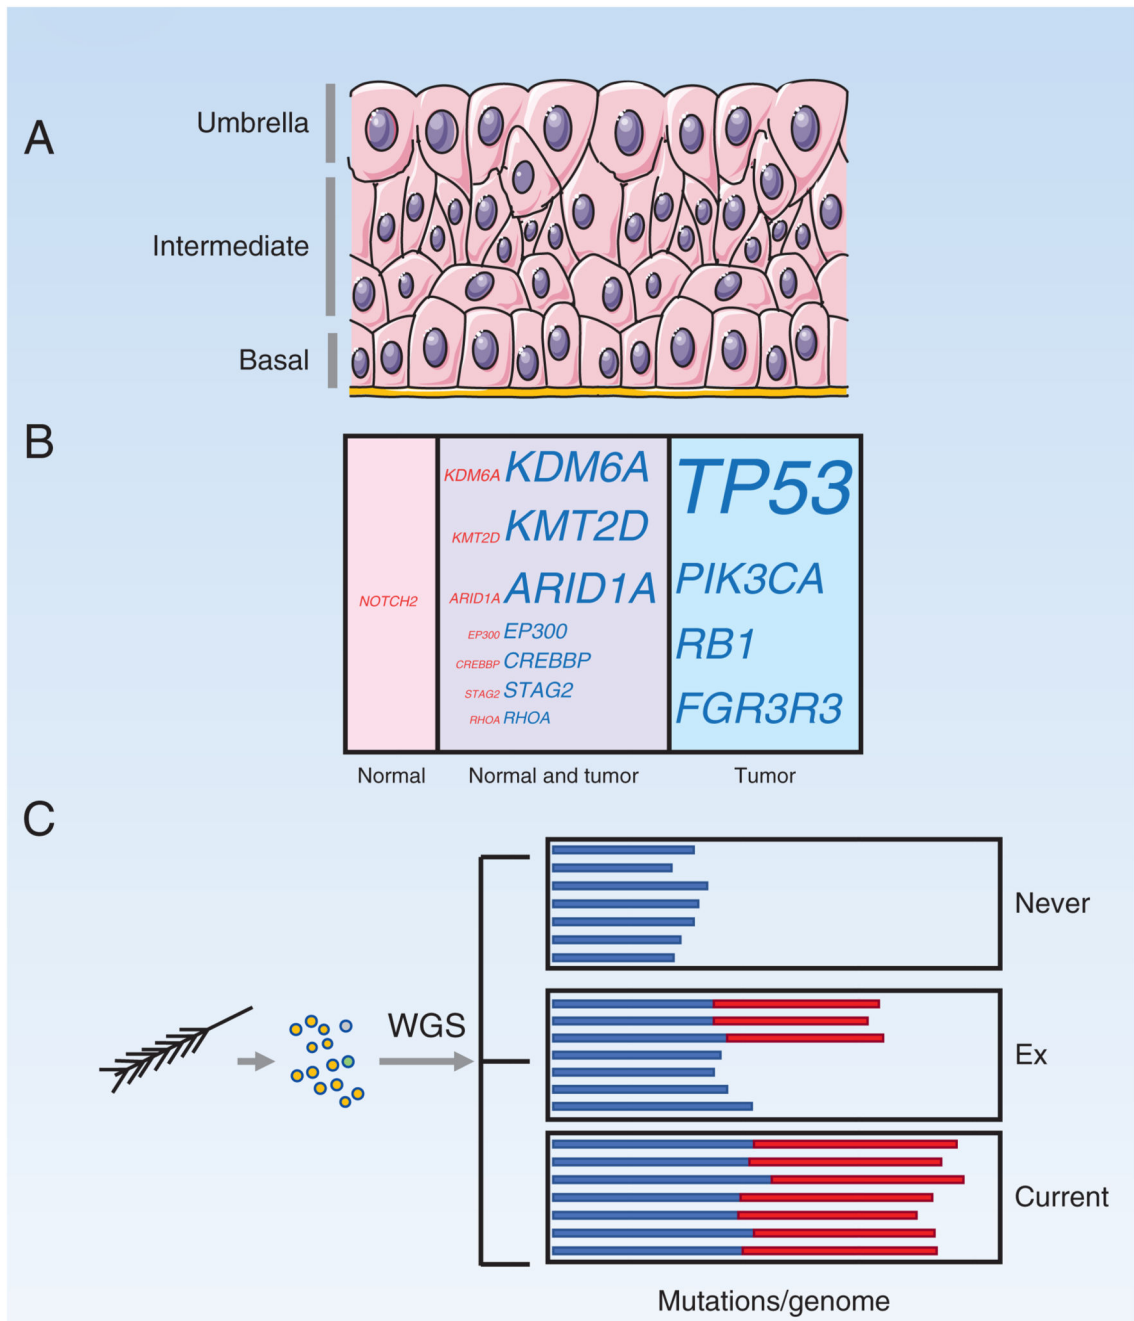 A
Umbrella
Intermediate
Basal
B
NOTCH2
KDM6A KDM6A
KMT2D KMT2D
ARID1A ARID1A
EP300 EP300
CREBBP CREBBP
STAG2 STAG2
RHOA RHOA
TP53
PIK3CA
RB1
FGR3R3
Normal
Normal and tumor
Tumor
C
WGS
Never
Ex
Current
Mutations/genome